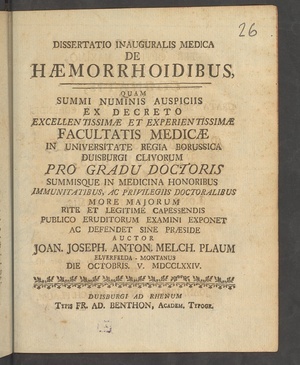 26
DISSERTATIO INAUGURALIS MEDICA
DE
HÆMORRHOIDIBUS,
QUAM
SUMMI NUMINIS AUSPICIIS
EX DECRETO
EXCELLENTISSIMÆ ET EXPERIENTISSIMÆ
FACULTATIS MEDICÆ
IN UNIVERSITATE REGIA BORUSSICA
DUISBURGI CLIVORUM
PRO GRADU DOCTORIS
SUMMISQUE IN MEDICINA HONORIBUS
IMMUNITATIBUS, AC PRIVILEGIIS DOCTORALIBUS
MORE MAJORUM
RITE ET LEGITIME CAPESSENDIS
PUBLICO ERUDITORUM EXAMINI EXPONET
AC DEFENDET SINE PRÆSIDE
AUCTOR
JOAN. JOSEPH. ANTON. MELCH. PLAUM
ELVERFELDA-MONTANUS
DIE OCTOBRIS. V. MDCCLXXIV.
DUISBURGI AD RHENUM
TYPIS FR. AD. BENTHON, ACADEM. TYPOGR.